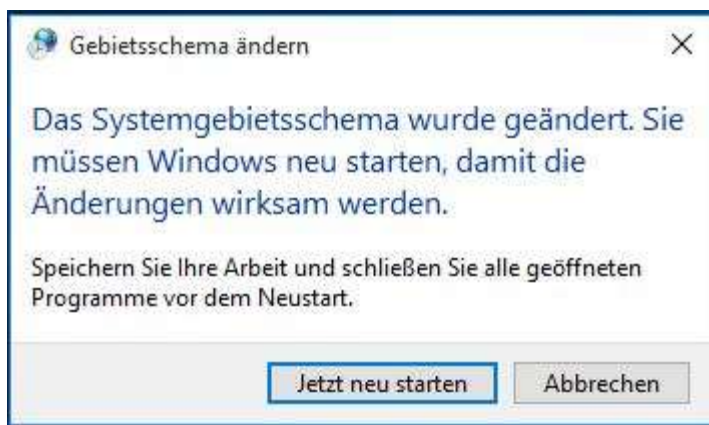 Gebietsschema ändern
Das Systemgebietsschema wurde geändert. Sie
müssen Windows neu starten, damit die
Änderungen wirksam werden.
Speichern Sie Ihre Arbeit und schließen Sie alle geöffneten
Programme vor dem Neustart.
Jetzt neu starten Abbrechen